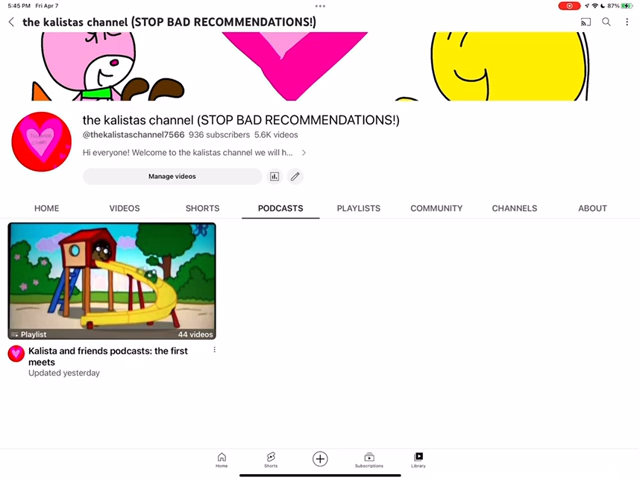 5:45 PM Fri Apr 7
87%
the kalistas channel (STOP BAD RECOMMENDATIONS!)
the kalistas channel (STOP BAD RECOMMENDATIONS!)
@thekalistaschannel7566 936 subscribers 5.6K videos
Hi everyone! Welcome to the kalistas channel we will h...
Manage videos
HOME VIDEOS SHORTS PODCASTS PLAYLISTS COMMUNITY CHANNELS ABOUT
Playlist 44 videos
Kalista and friends podcasts: the first
meets
Updated yesterday
Home Shorts Subscriptions Library